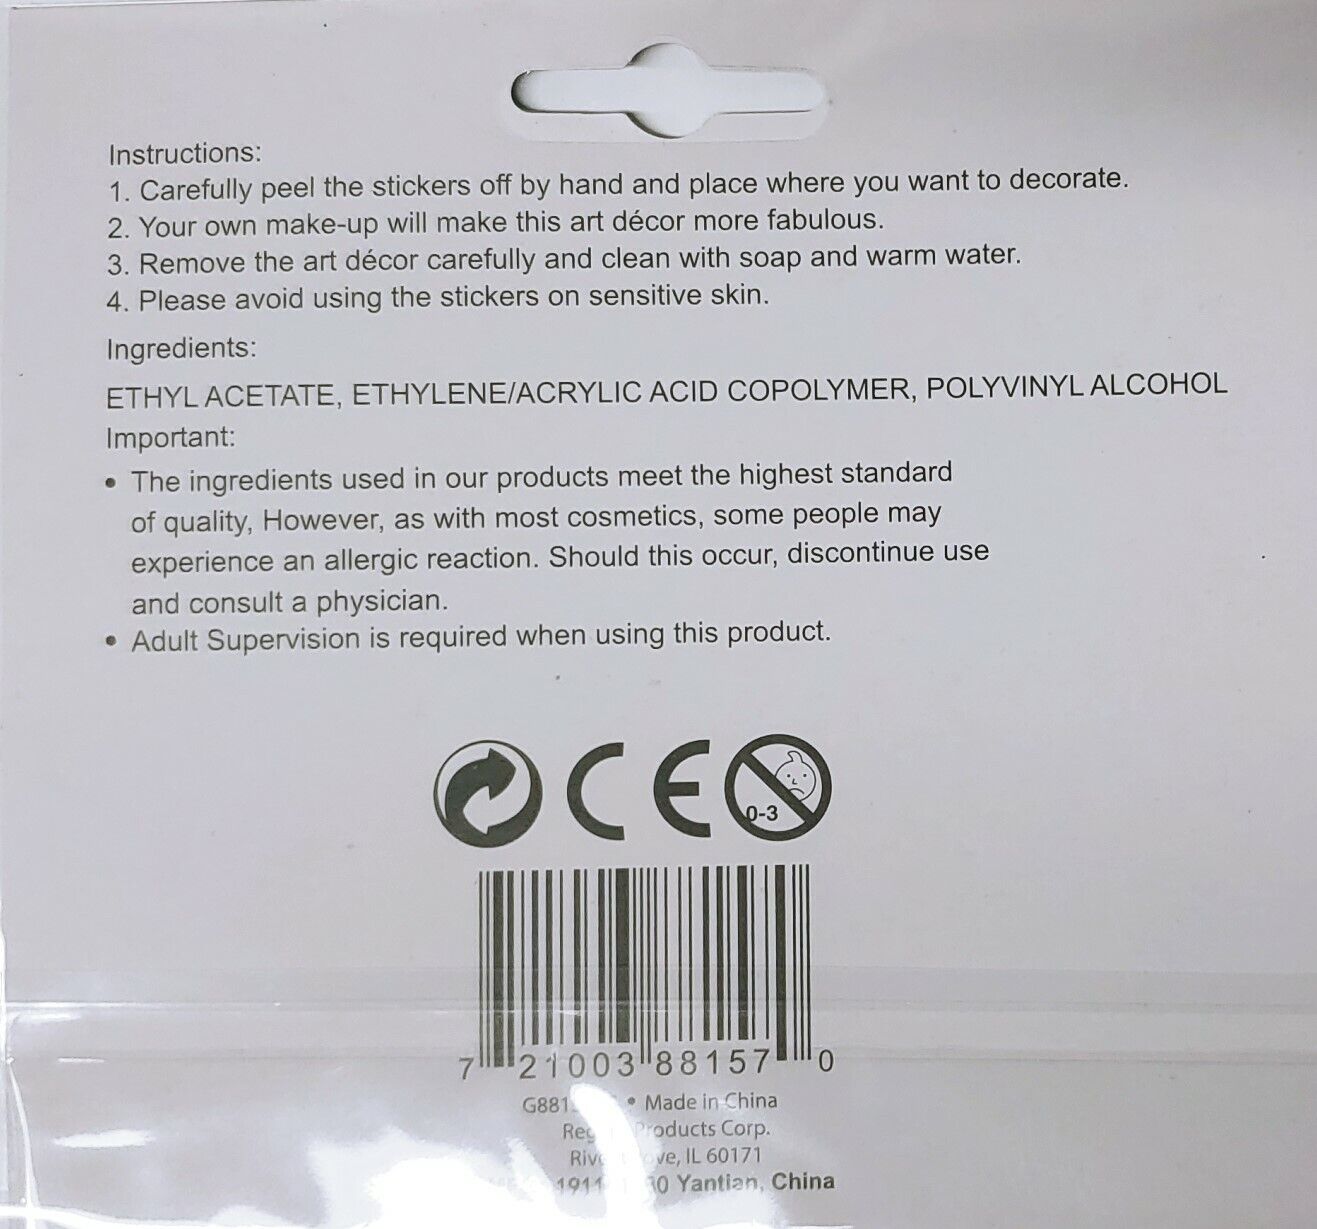 Instructions:
1. Carefully peel the stickers off by hand and place where you want to decorate.
2. Your own make-up will make this art décor more fabulous.
3. Remove the art décor carefully and clean with soap and warm water.
4. Please avoid using the stickers on sensitive skin.
Ingredients:
ETHYL ACETATE, ETHYLENE/ACRYLIC ACID COPOLYMER, POLYVINYL ALCOHOL
Important:
• The ingredients used in our products meet the highest standard
of quality, However, as with most cosmetics, some people may
experience an allergic reaction. Should this occur, discontinue use
and consult a physician.
• Adult Supervision is required when using this product.
CE
0-3
7 21003 88157 0
• Made in China
Products Corp.
IL 60171
Yantian, China